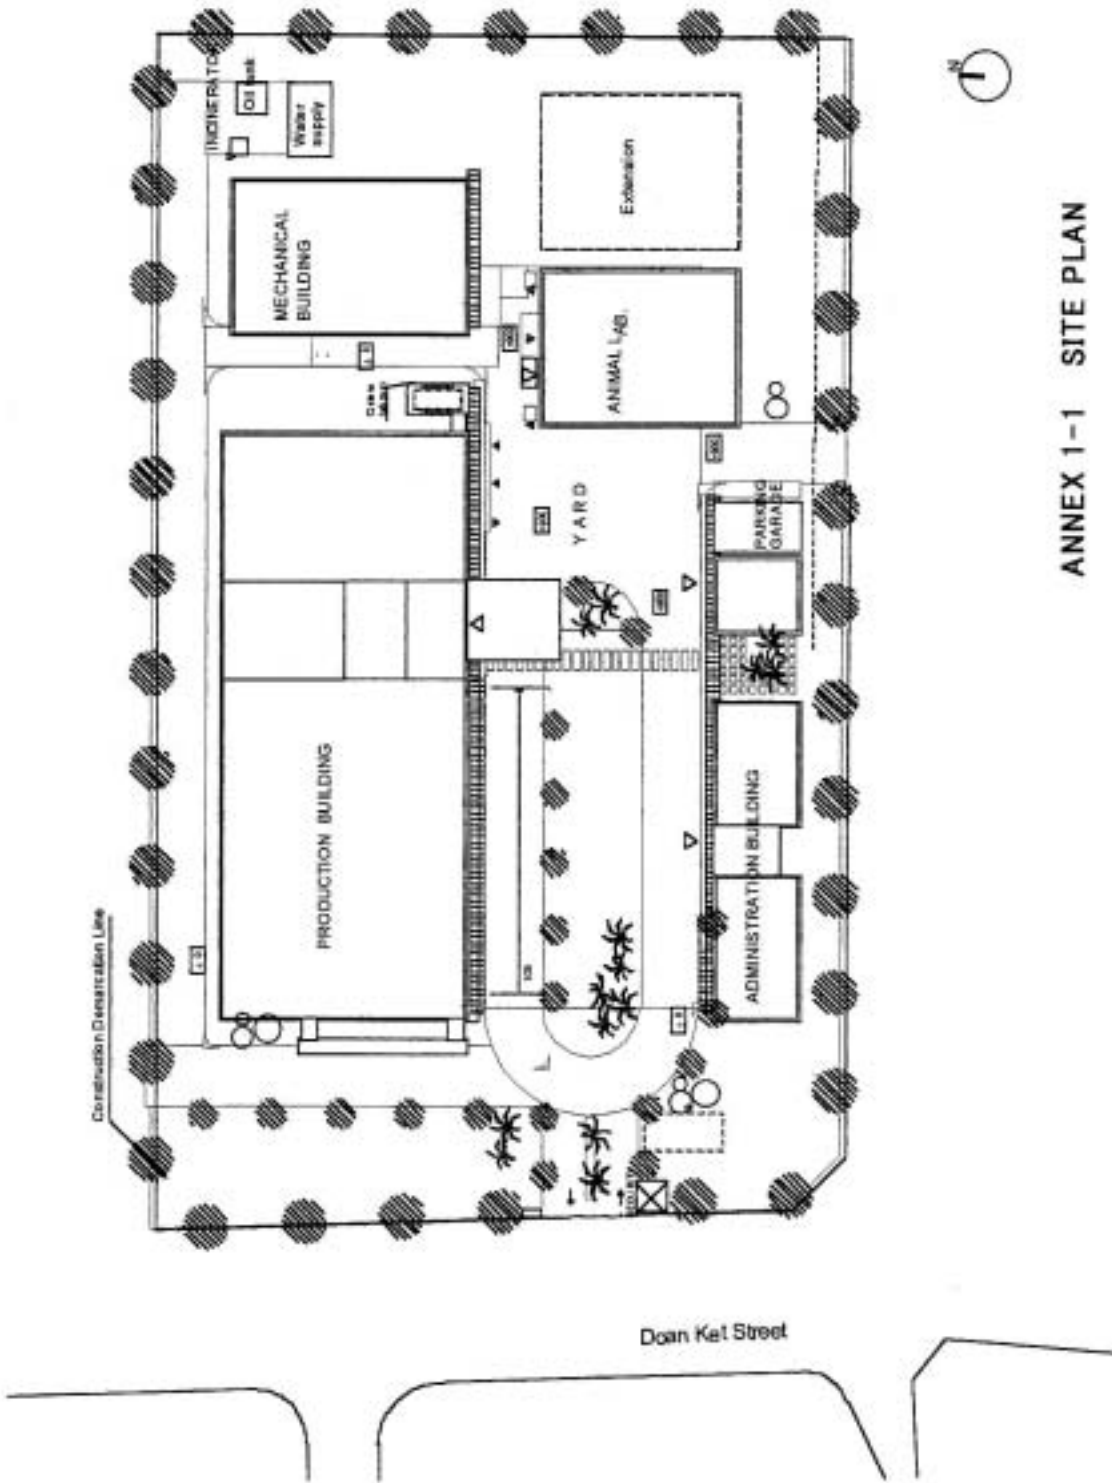 INCINERATOR
Oil tank
Water
supply
N
MECHANICAL
BUILDING
Extension
ANIMAL LAB.
YARD
PARKING
GARAGE
PRODUCTION BUILDING
ADMINISTRATION BUILDING
Construction Demarcation Line
Doan Ket Street
ANNEX 1-1 SITE PLAN